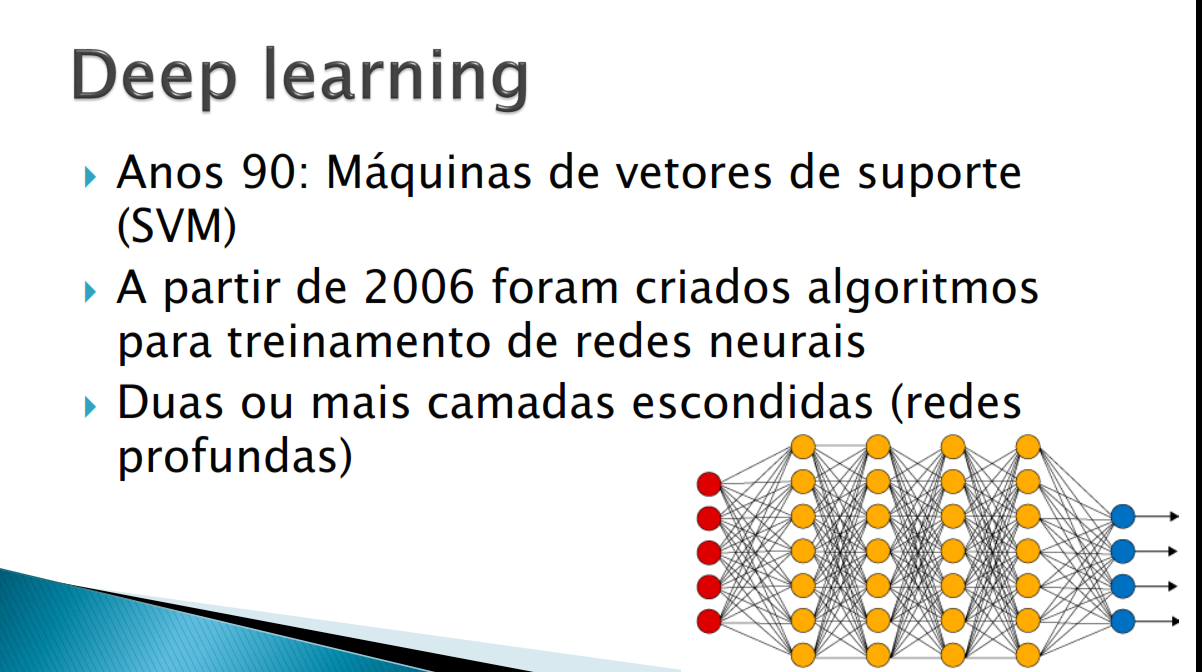 Deep learning
Anos 90: Máquinas de vetores de suporte
(SVM)
A partir de 2006 foram criados algoritmos
para treinamento de redes neurais
Duas ou mais camadas escondidas (redes
profundas)